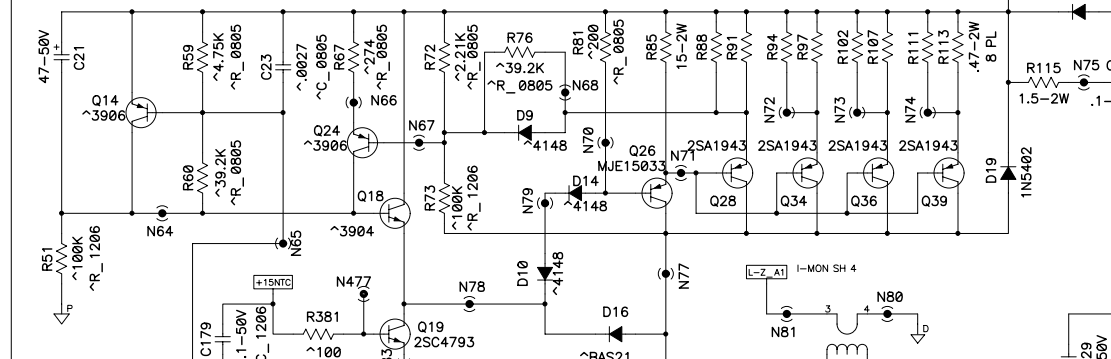 47-50V
C21
R59
^4.75K
^R_0805
C23
^.0027
^C_0805
R67
^274
^R_0805
R72
^2.21K
^R_0805
R76
^39.2K
^R_0805
N68
R81
^200
^R_0805
R85
15-2W
R88
R91
R94
R97
R102
R107
R111
R113
.47-2W
8 PL
R115
1.5-2W
N75
.1-
Q14
^3906
N66
Q24
^3906
N67
D9
^4148
N70
Q26
MJE15033
N71
N72
N73
N74
2SA1943
2SA1943
2SA1943
2SA1943
D19
1N5402
R60
^39.2K
^R_0805
Q18
^3904
R73
^100K
^R_1206
N79
D14
^4148
Q28
Q34
Q36
Q39
N64
N65
R51
^100K
^R_1206
P
+15NTC
N477
N78
D10
^4148
N77
L-Z_A1
I-MON SH 4
R381
^100
Q19
2SC4793
D16
^BAS21
N81
3
4
N80
D
C179
.1-50V
C_1206